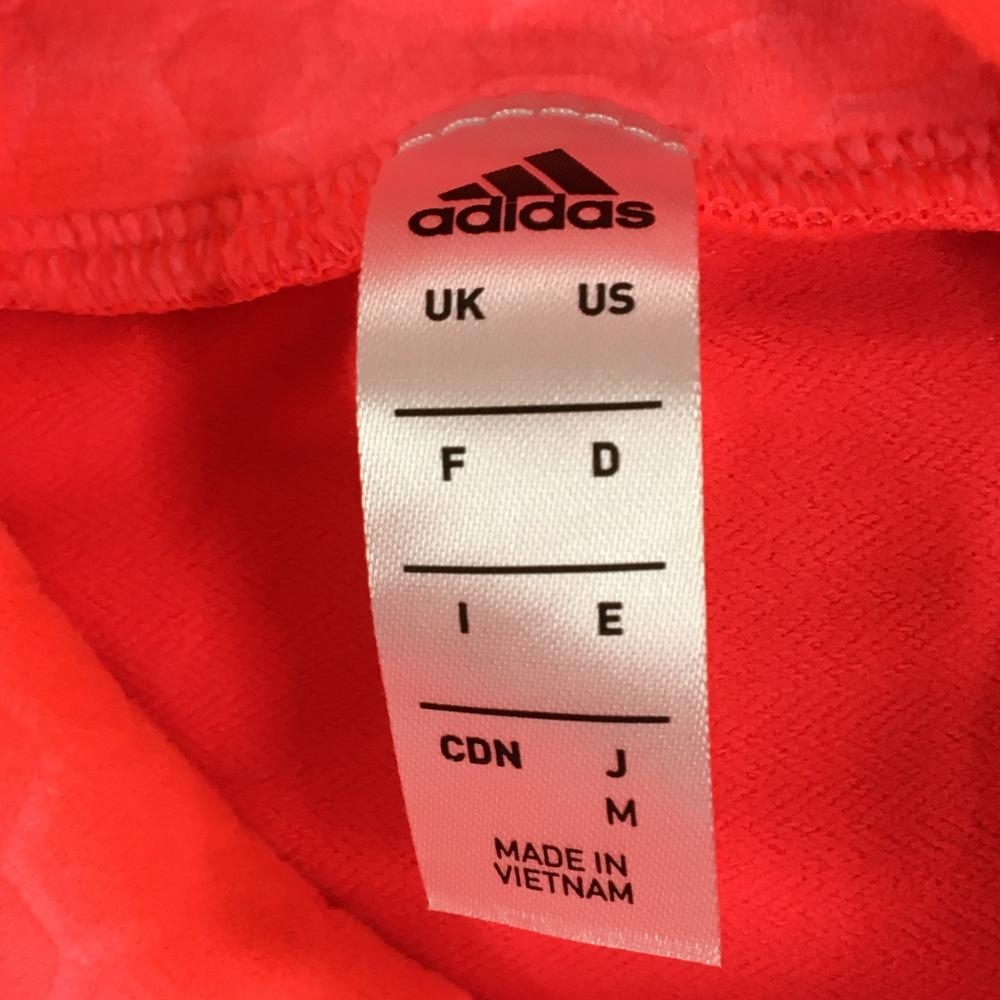 adidas
UK US
F D
I E
CDN J
M
MADE IN
VIETNAM